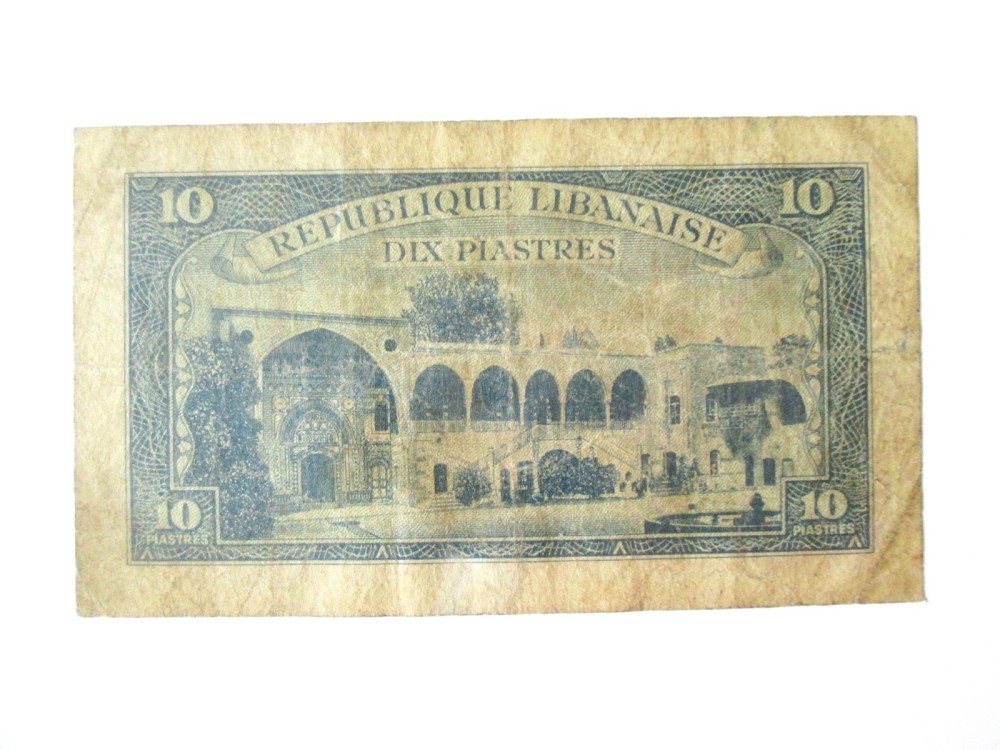 10 10
REPUBLIQUE LIBANAISE
DIX PIASTRES
10 10
PIASTRES PIASTRES